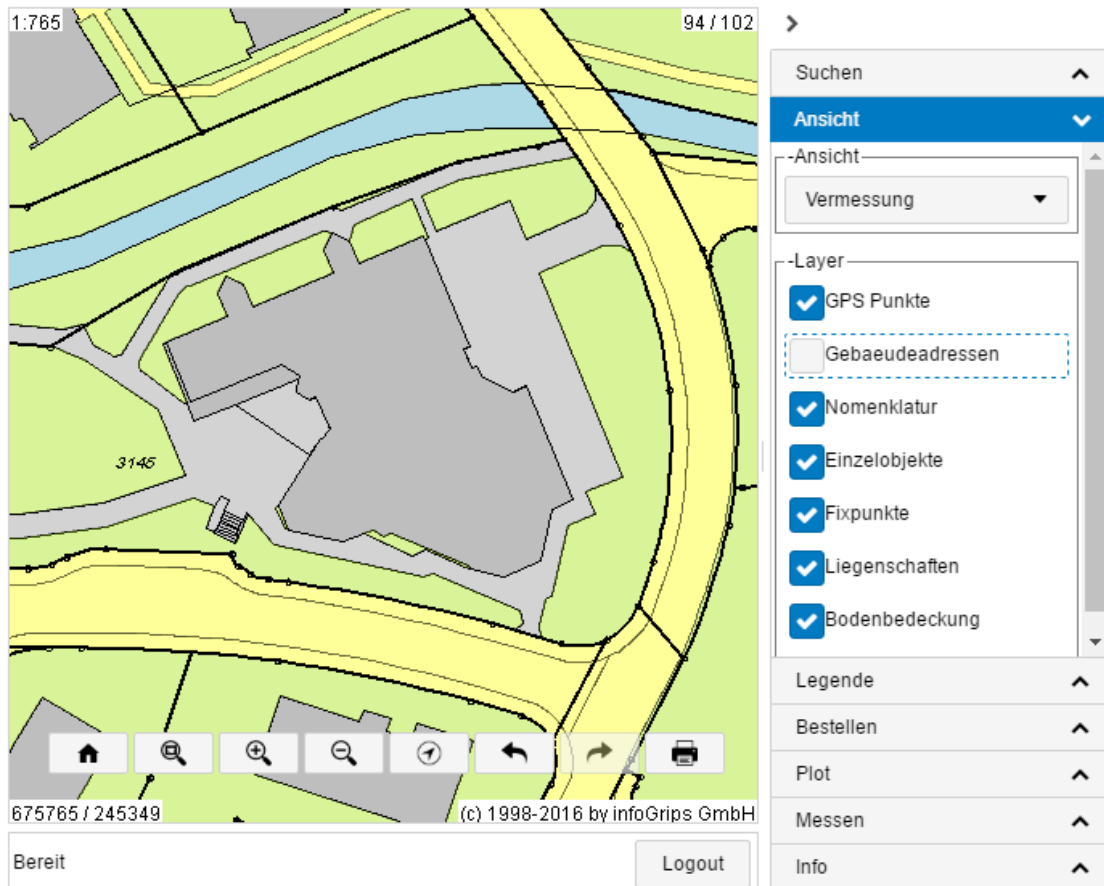 1:765
94 / 102
3145
675765 / 245349
(c) 1998-2016 by infoGrips GmbH
Bereit
Logout
Suchen
Ansicht
-Ansicht
Vermessung
-Layer
GPS Punkte
Gebaeudeadressen
Nomenklatur
Einzelobjekte
Fixpunkte
Liegenschaften
Bodenbedeckung
Legende
Bestellen
Plot
Messen
Info